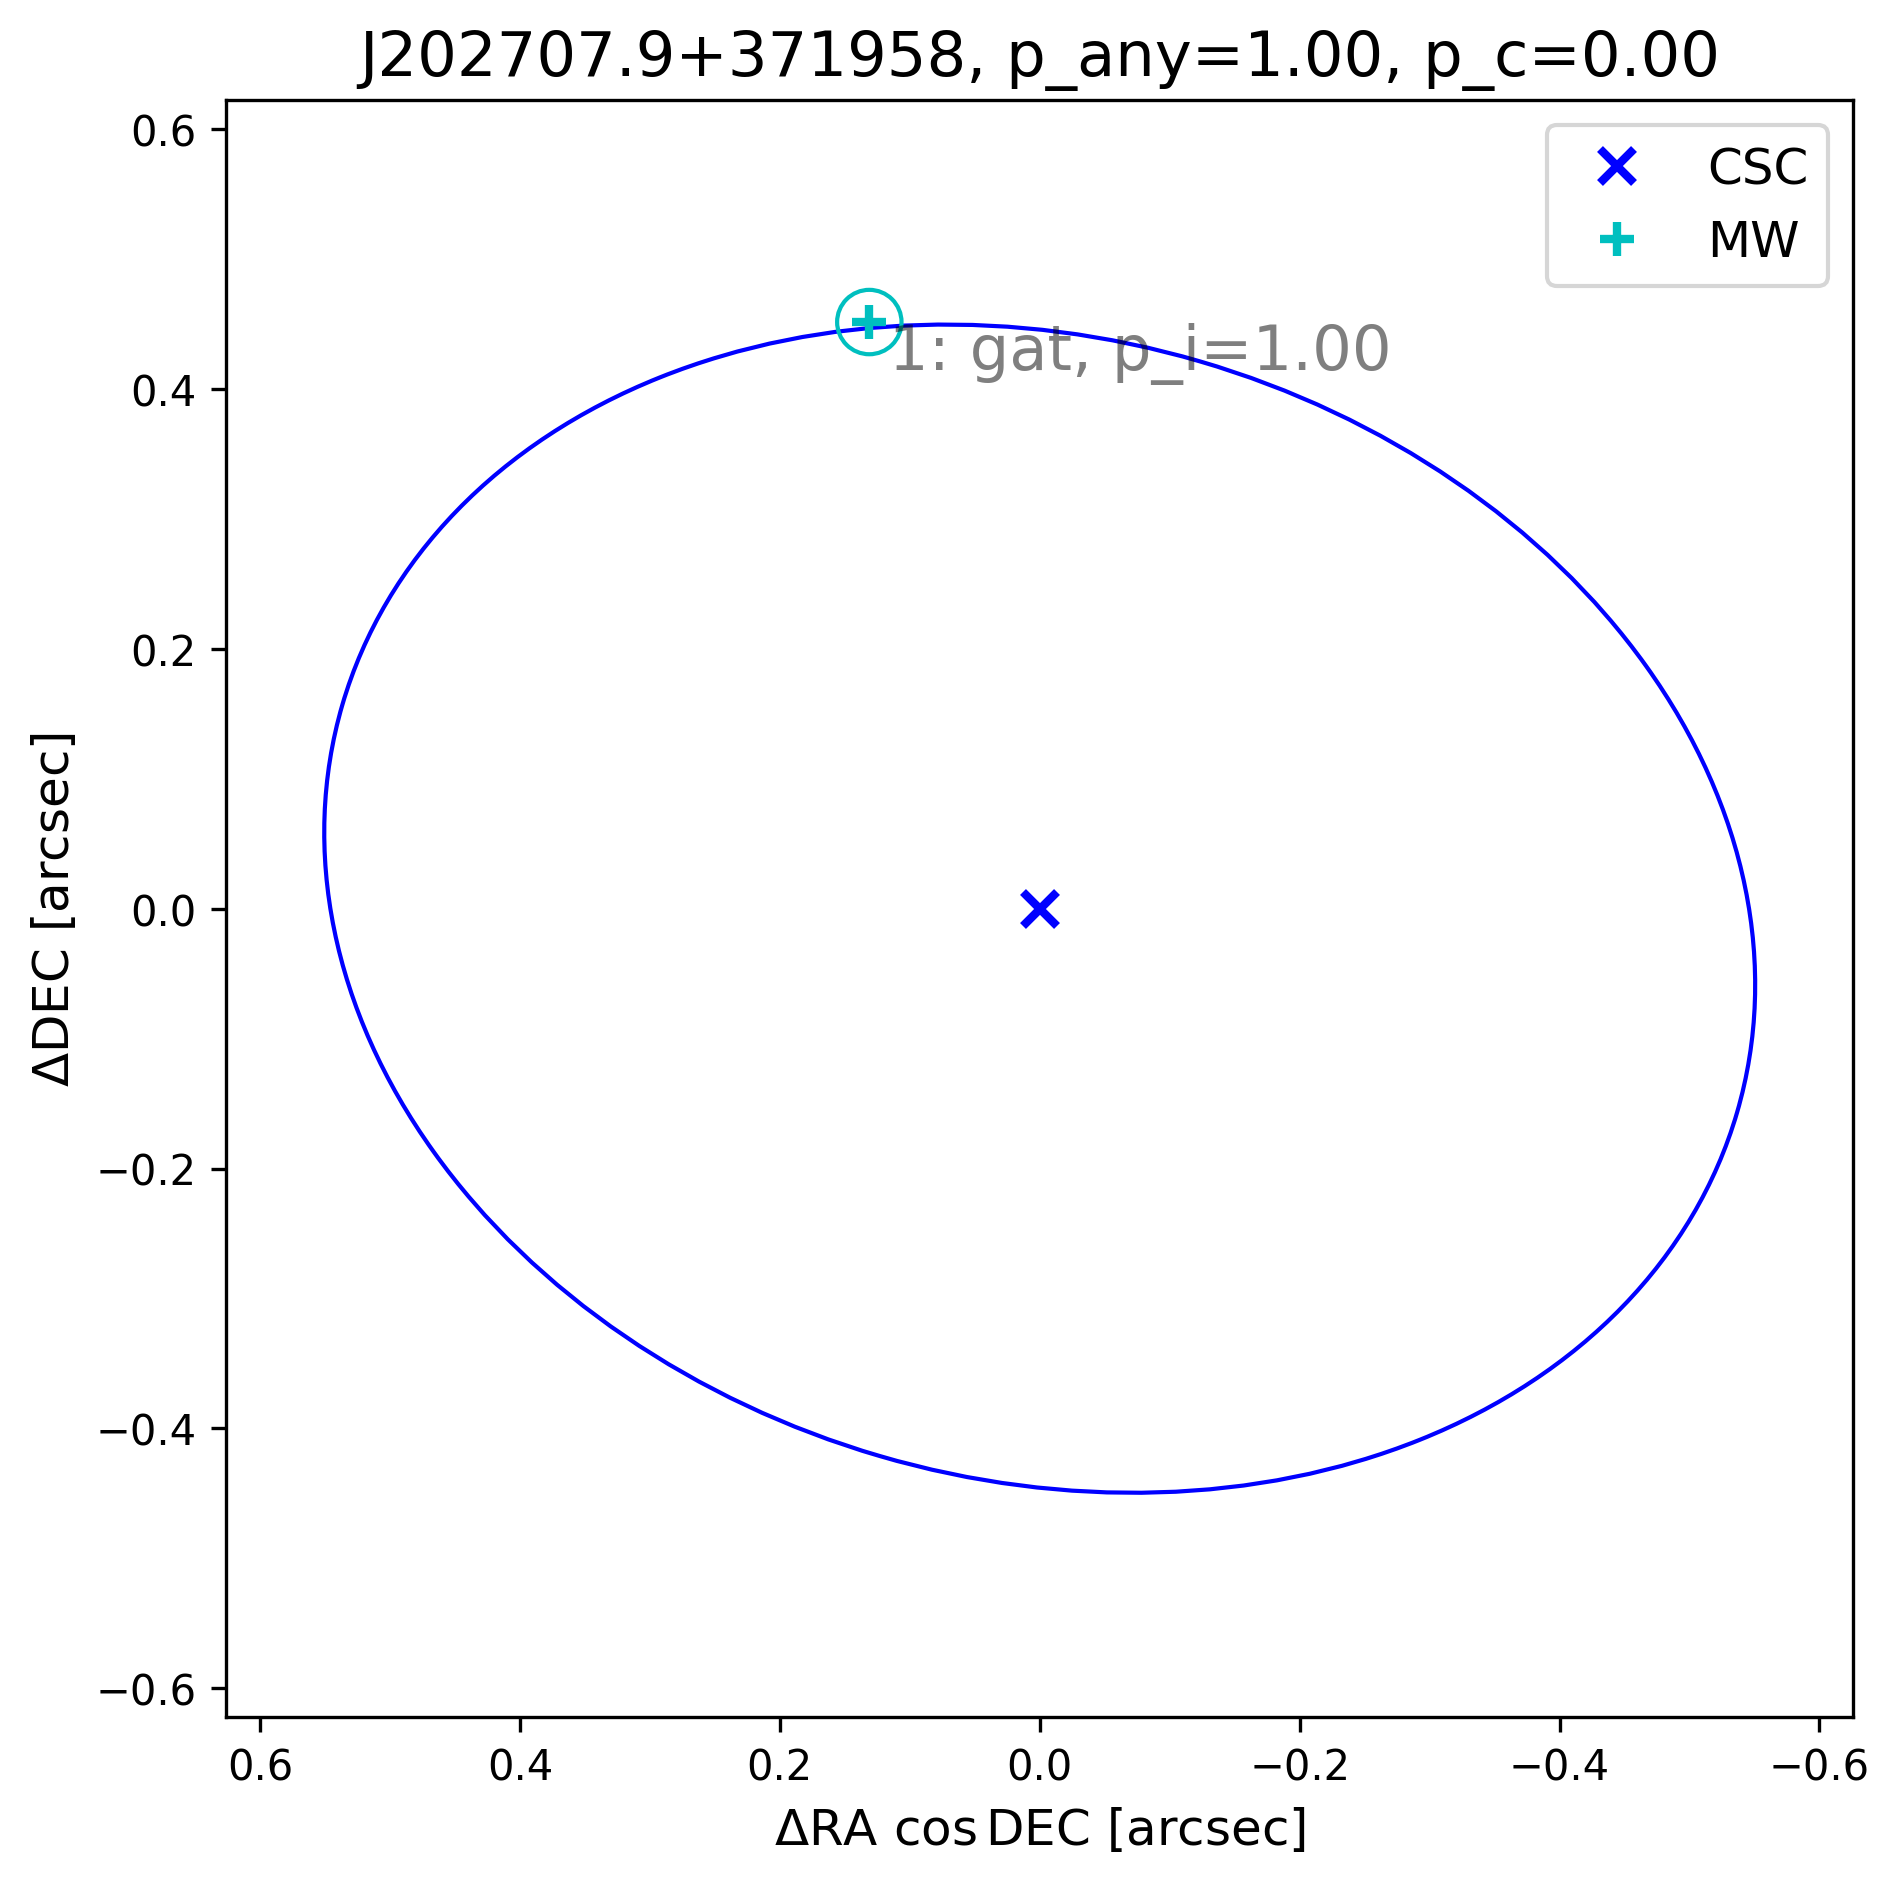 J202707.9+371958, p_any=1.00, p_c=0.00
CSC
MW
1: gat, p_i=1.00
0.6
0.4
0.2
0.0
−0.2
−0.4
−0.6
ΔDEC [arcsec]
0.6 0.4 0.2 0.0 −0.2 −0.4 −0.6
ΔRA cos DEC [arcsec]